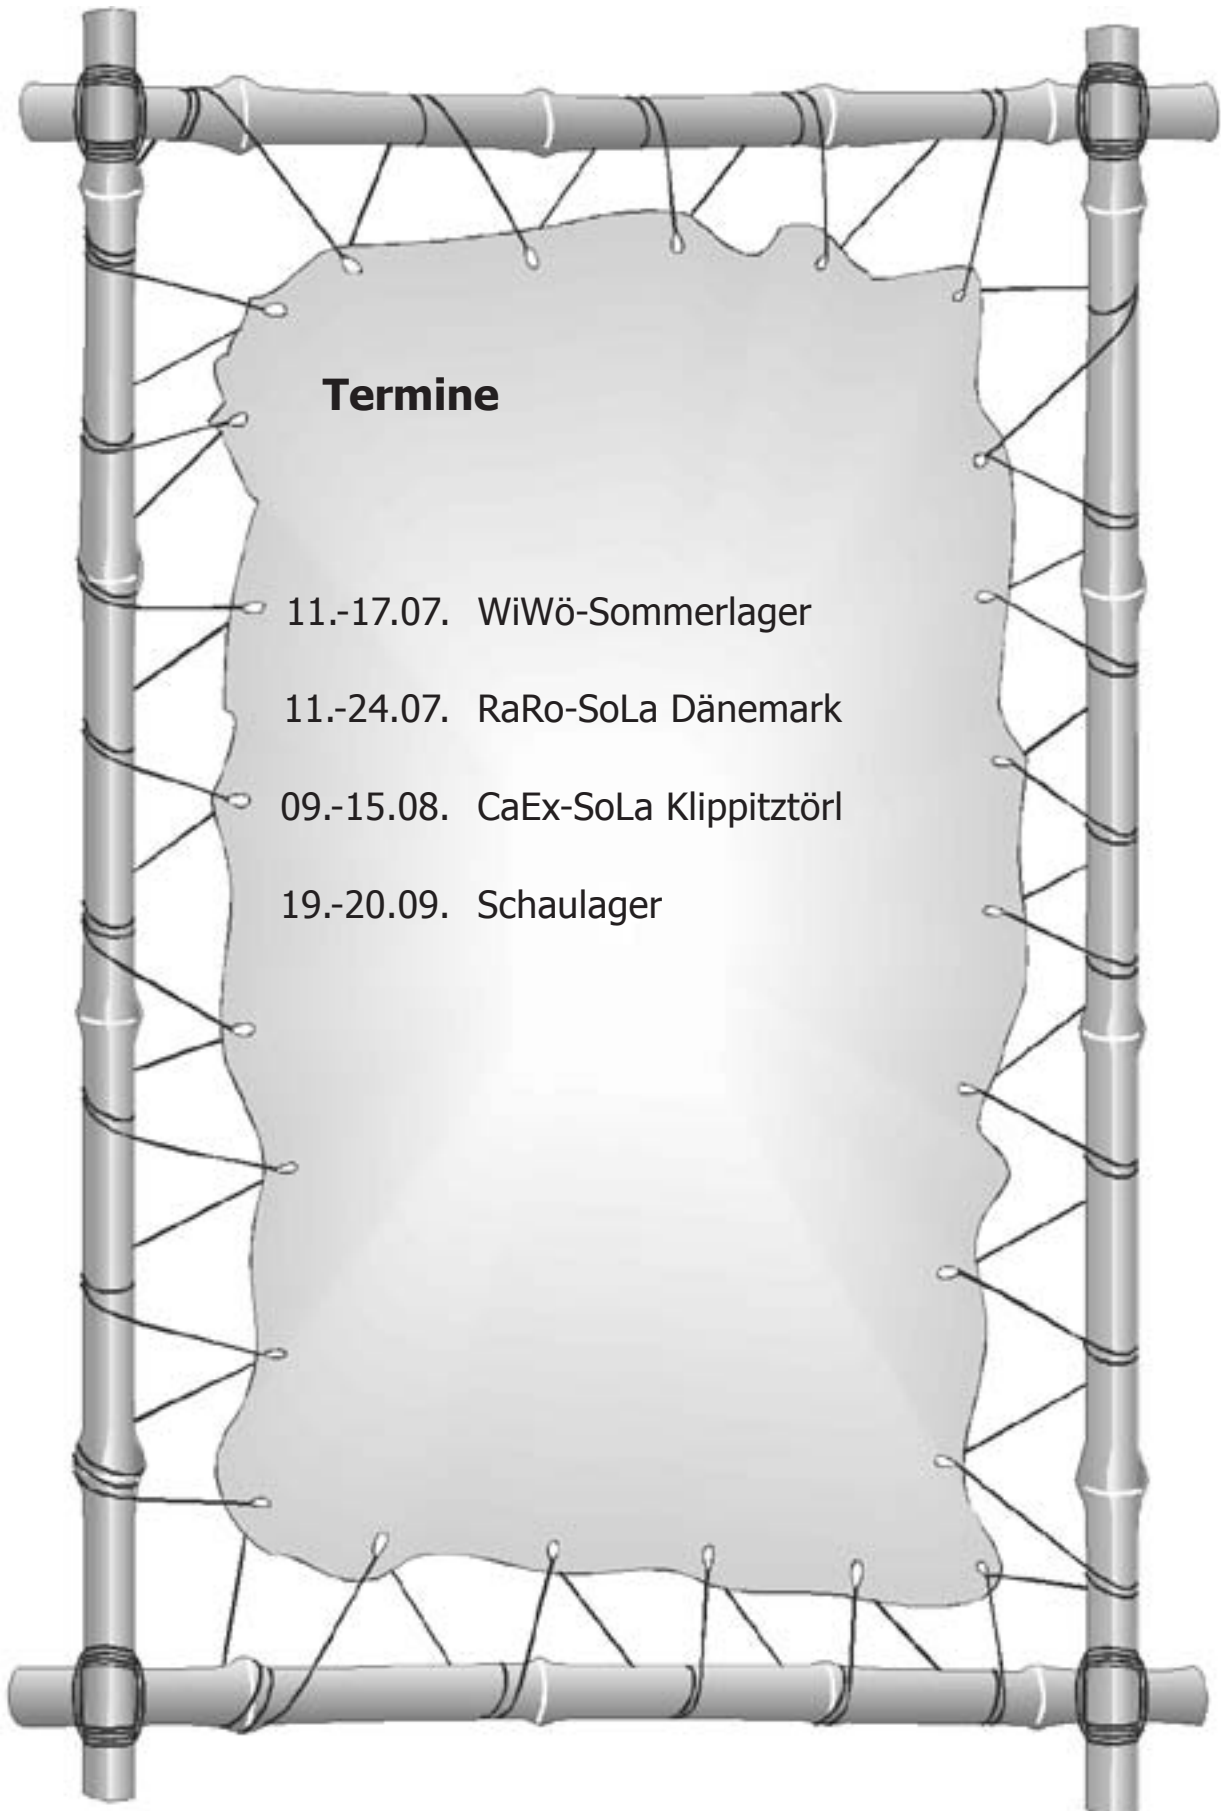 Termine
11.-17.07. WiWö-Sommerlager
11.-24.07. RaRo-SoLa Dänemark
09.-15.08. CaEx-SoLa Klippitztörl
19.-20.09. Schaulager